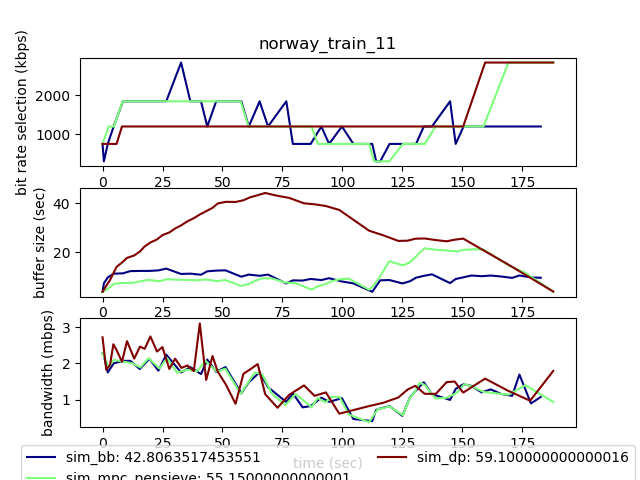 norway_train_11
bit rate selection (kbps)
2000
1000
0 25 50 75 100 125 150 175
buffer size (sec)
40
20
0 25 50 75 100 125 150 175
bandwidth (mbps)
3
2
1
0 25 50 75 100 125 150 175
time (sec)
sim_bb: 42.8063517453551
sim_dp: 59.100000000000016
sim_mpc_pensieve: 55.15000000000001